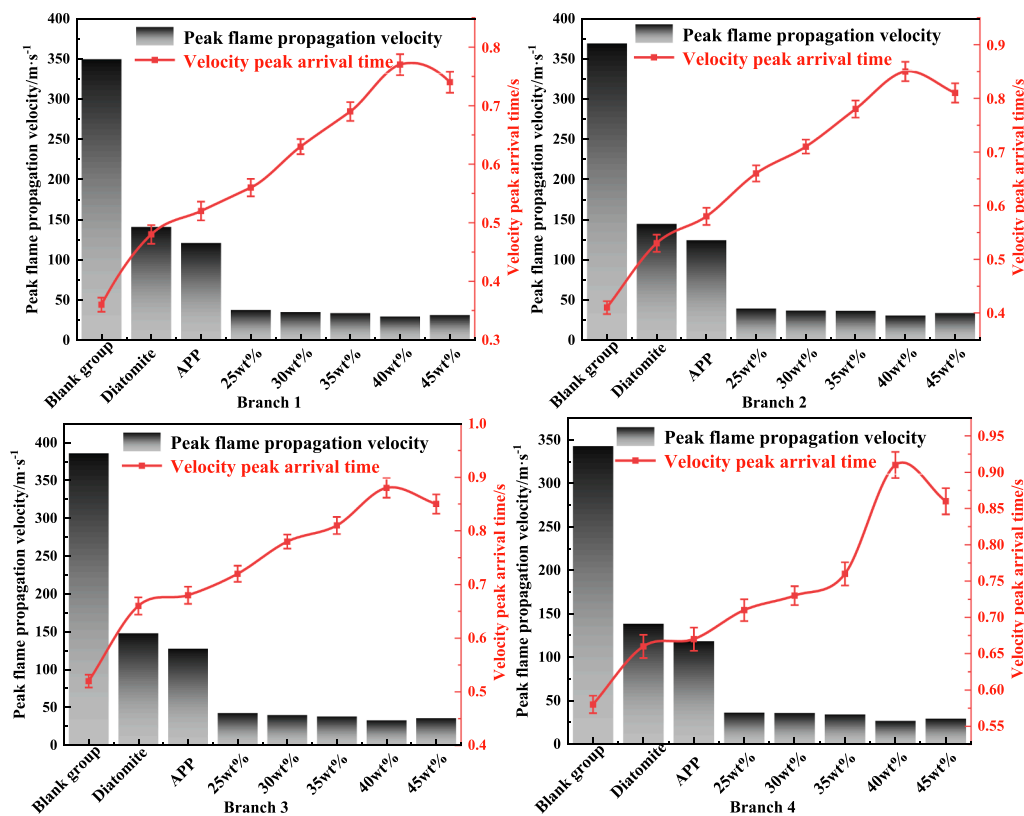 Peak flame propagation velocity/m·s⁻¹
400
350
300
250
200
150
100
50
0
Peak flame propagation velocity
Velocity peak arrival time
0.8
0.7
0.6
0.5
0.4
0.3
Velocity peak arrival time/s
Blank group
Diatomite
APP
25wt%
30wt%
35wt%
40wt%
45wt%
Branch 1
Peak flame propagation velocity/m·s⁻¹
400
350
300
250
200
150
100
50
0
Peak flame propagation velocity
Velocity peak arrival time
0.9
0.8
0.7
0.6
0.5
0.4
Velocity peak arrival time/s
Blank group
Diatomite
APP
25wt%
30wt%
35wt%
40wt%
45wt%
Branch 2
Peak flame propagation velocity/m·s⁻¹
400
350
300
250
200
150
100
50
0
Peak flame propagation velocity
Velocity peak arrival time
1.0
0.9
0.8
0.7
0.6
0.5
0.4
Velocity peak arrival time/s
Blank group
Diatomite
APP
25wt%
30wt%
35wt%
40wt%
45wt%
Branch 3
Peak flame propagation velocity/m·s⁻¹
350
300
250
200
150
100
50
0
Peak flame propagation velocity
Velocity peak arrival time
0.95
0.90
0.85
0.80
0.75
0.70
0.65
0.60
0.55
Velocity peak arrival time/s
Blank group
Diatomite
APP
25wt%
30wt%
35wt%
40wt%
45wt%
Branch 4